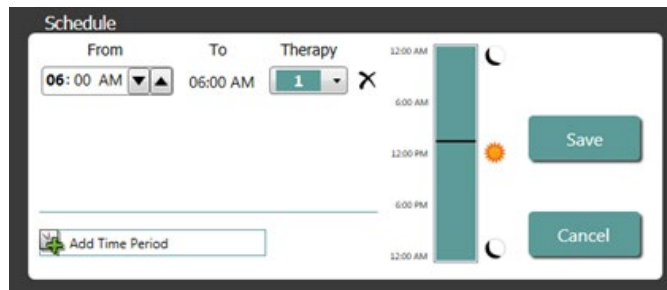 Schedule
From To Therapy
06:00 AM 06:00 AM 1
Add Time Period
12:00 AM
6:00 AM
12:00 PM
6:00 PM
12:00 AM
Save
Cancel